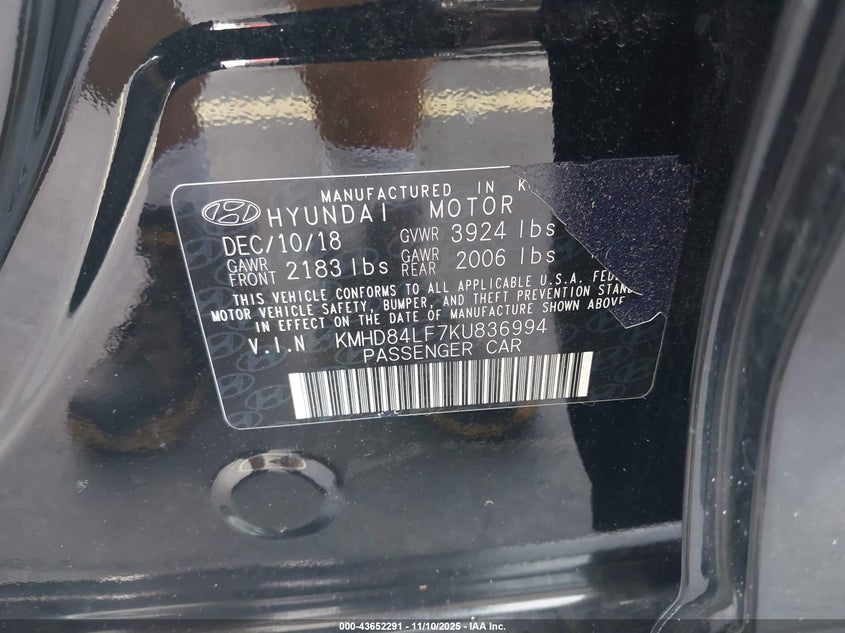 MANUFACTURED IN
HYUNDAI MOTOR
DEC/10/18 GVWR 3924 lbs
GAWR FRONT 2183 lbs GAWR REAR 2006 lbs
THIS VEHICLE CONFORMS TO ALL APPLICABLE U.S.A.
MOTOR VEHICLE SAFETY, BUMPER, AND THEFT PREVENTION
IN EFFECT ON THE DATE OF MANUFACTURE SHOWN ABOVE.
V.I.N KMHD84LF7KU836994
PASSENGER CAR
000-43652291 - 11/10/2025 - IAA Inc.